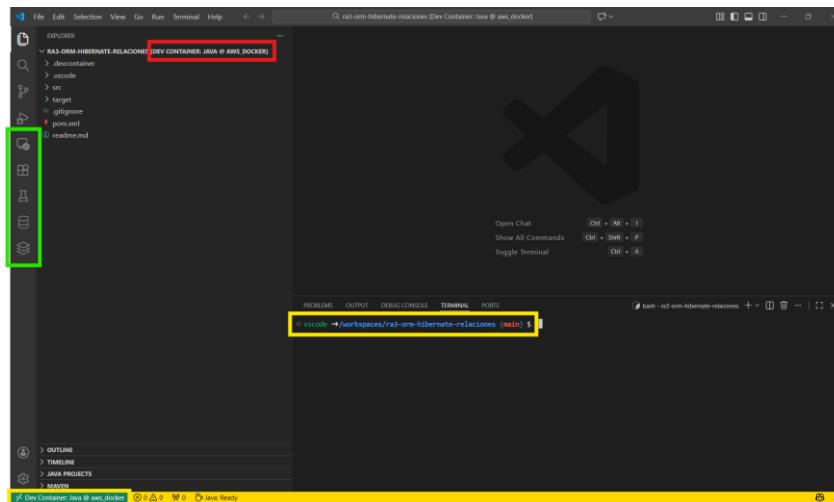 File Edit Selection View Go Run Terminal Help
ra3-orm-hibernate-relaciones [Dev Container: Java @ aws_docker]
EXPLORER
RA3-ORM-HIBERNATE-RELACIONES [DEV CONTAINER: JAVA @ AWS_DOCKER]
.devcontainer
.vscode
src
target
.gitignore
pom.xml
readme.md
Open Chat Ctrl + Alt + I
Show All Commands Ctrl + Shift + P
Toggle Terminal Ctrl +
PROBLEMS OUTPUT DEBUG CONSOLE TERMINAL PORTS
bash - ra3-orm-hibernate-relaciones
vscode → /workspaces/ra3-orm-hibernate-relaciones (main) $
OUTLINE
TIMELINE
JAVA PROJECTS
MAVEN
Dev Container: Java @ aws_docker 0 0 0 Java: Ready